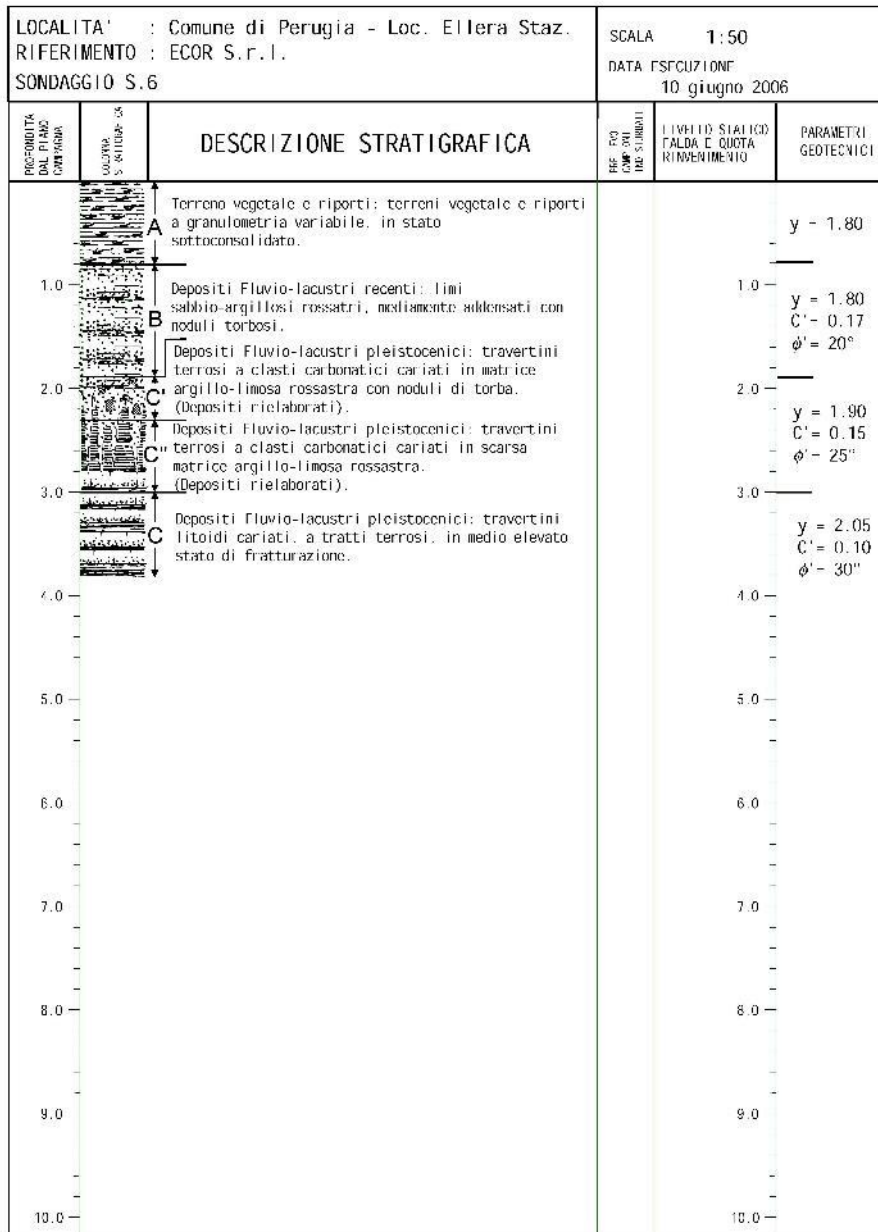 LOCALITA' : Comune di Perugia - Loc. Ellera Staz.
RIFERIMENTO : ECOR S.r.l.
SONDAGGIO S.6
SCALA 1:50
DATA ESECUZIONE
10 giugno 2006
PROFONDITA
DAL PIANO
CAMPAGNA
COLONNA
DESCRIZIONE STRATIGRAFICA
LIVELLO STATICO
FALDA E QUOTA
RINVENIMENTO
PARAMETRI
GEOTECNICI
A
Terreno vegetale e riporti: terreni vegetale e riporti
a granulometria variabile, in stato
sottoconsolidato.
y - 1.80
1.0
B
Depositi Fluvio-lacustri recenti: limi
sabbio-argillosi rossatri, mediamente addensati con
noduli torbosi.
1.0
y = 1.80
C'- 0.17
φ'= 20°
2.0
C'
Depositi Fluvio-lacustri pleistocenici: travertini
terrosi a clasti carbonatici cariati in matrice
argillo-limosa rossastra con noduli di torba.
(Depositi rielaborati).
2.0
C"
Depositi Fluvio-lacustri pleistocenici: travertini
terrosi a clasti carbonatici cariati in scarsa
matrice argillo-limosa rossastra.
(Depositi rielaborati).
y = 1.90
C'= 0.15
φ'- 25°
3.0
3.0
C
Depositi Fluvio-lacustri pleistocenici: travertini
litoidi cariati, a tratti terrosi, in medio elevato
stato di fratturazione.
y = 2.05
C'= 0.10
φ'- 30°
4.0
4.0
5.0
5.0
6.0
6.0
7.0
7.0
8.0
8.0
9.0
9.0
10.0
10.0